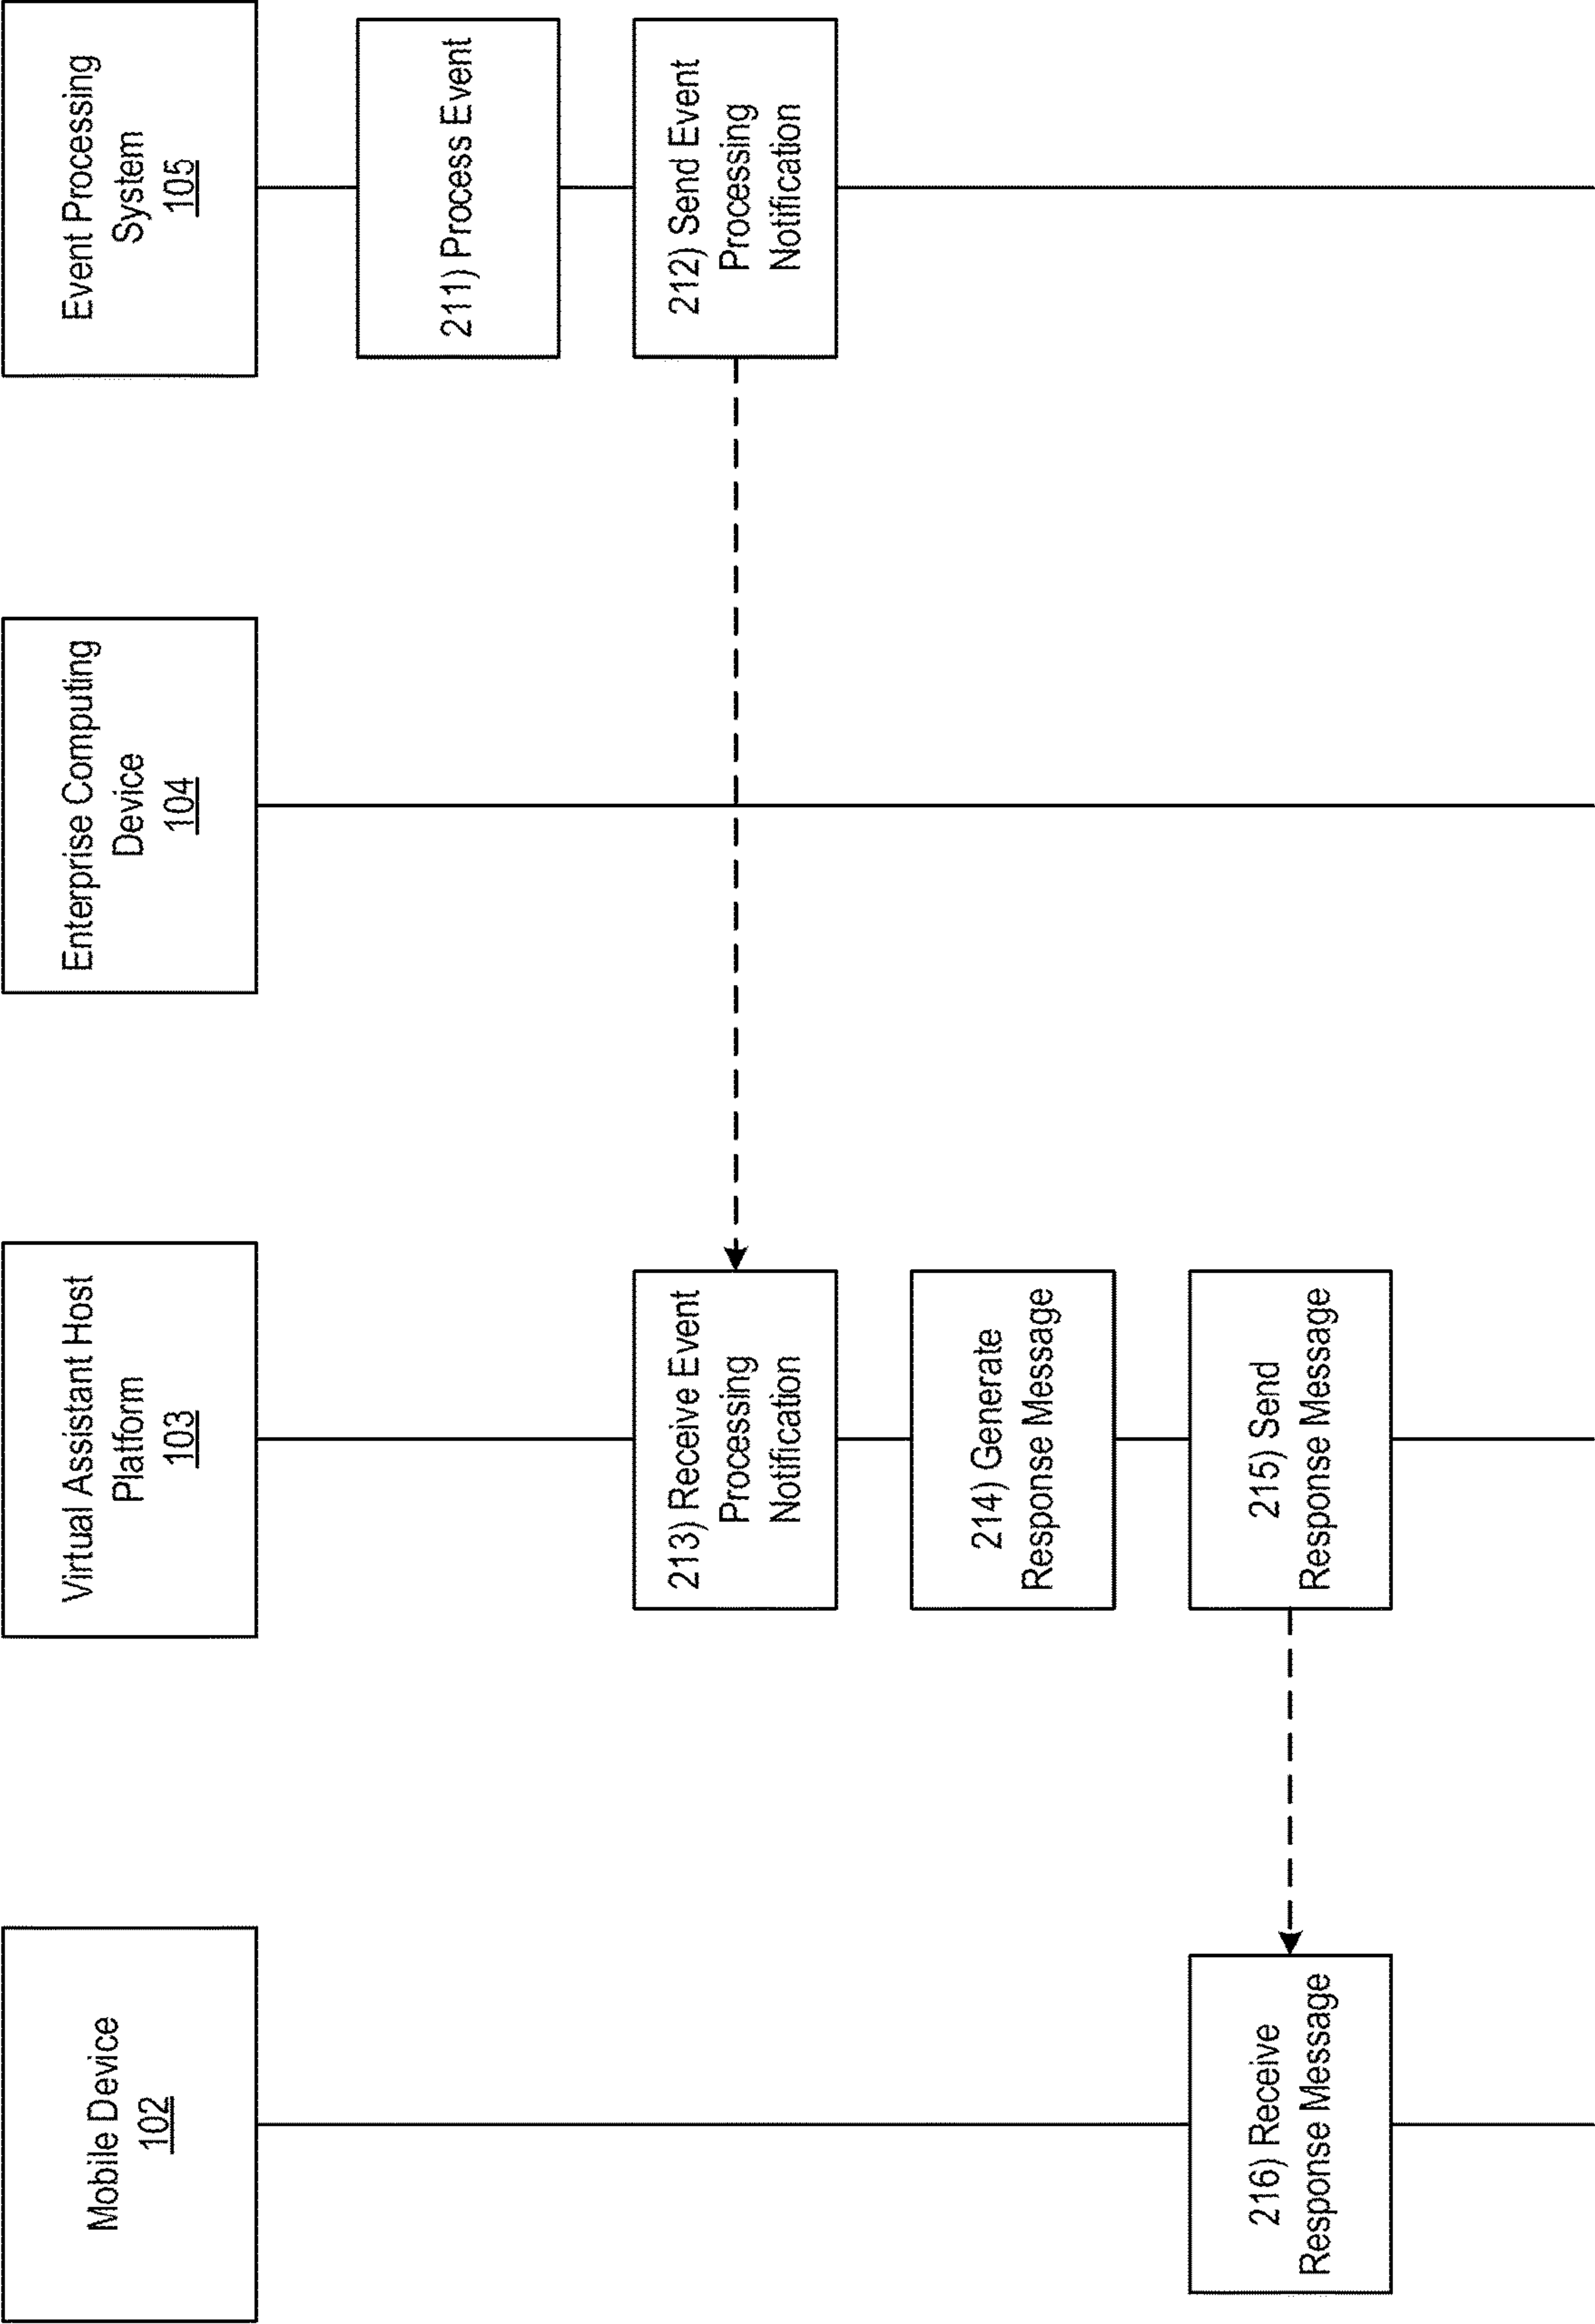 Mobile Device
102
Virtual Assistant Host
Platform
103
Enterprise Computing
Device
104
Event Processing
System
105
211) Process Event
212) Send Event
Processing
Notification
213) Receive Event
Processing
Notification
214) Generate
Response Message
215) Send
Response Message
216) Receive
Response Message